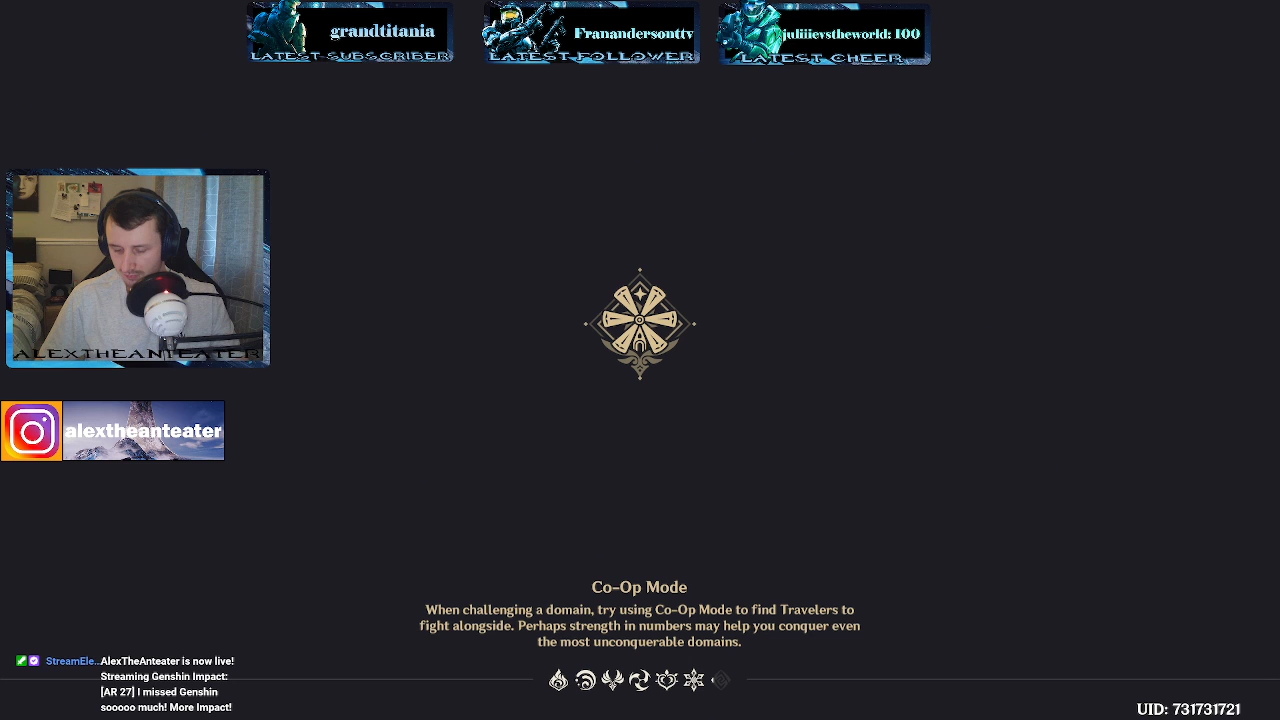 grandtitania
LATEST SUBSCRIBER
Franandersonttv
LATEST FOLLOWER
juliiievstheworld: 100
LATEST CHEER
ALEXTHEANTEATER
alextheanteater
Co-Op Mode
When challenging a domain, try using Co-Op Mode to find Travelers to
fight alongside. Perhaps strength in numbers may help you conquer even
the most unconquerable domains.
StreamEle... AlexTheAnteater is now live!
Streaming Genshin Impact:
[AR 27] I missed Genshin
sooooo much! More Impact!
UID: 731731721